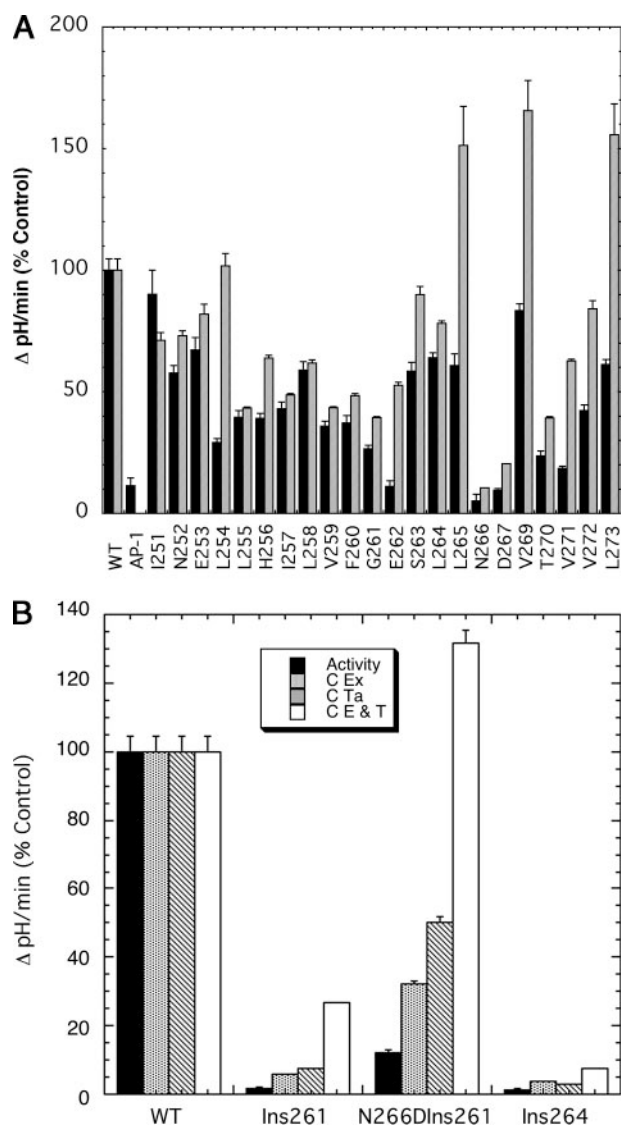 A
200
150
100
50
0
Δ pH/min (% Control)
WT
AP-1
I251
N252
E253
L254
L255
H256
I257
L258
V259
F260
G261
E262
S263
L264
L265
N266
D267
V269
T270
V271
V272
L273
B
140
120
100
80
60
40
20
0
Δ pH/min (% Control)
Activity
C Ex
C Ta
C E & T
WT Ins261 N266DIns261 Ins264